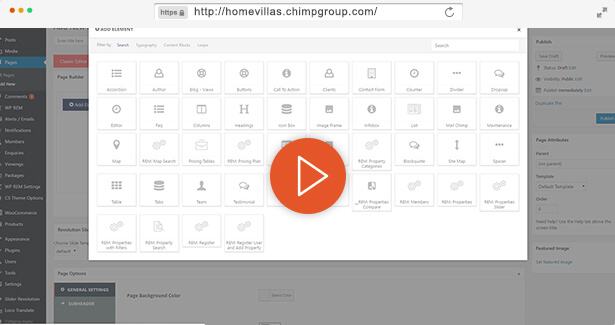 https http://homevillas.chimpgroup.com/
ADD ELEMENT
Filter by: Search Typography Content Blocks Loops
Search
Accordion Author Blog - Views Buttons Call To Action Clients Contact Form Counter Divider Dropcap
Editor Faq Columns Headings Icon Box Image Frame Infobox List Mail Chimp Maintenance
Map REM: Map Search Pricing Tables REM: Pricing Plan REM: Property Categories Blockquote Site Map Spacer
Table Tabs Team Testimonial REM: Properties Compare REM: Members REM: Properties REM: Properties Slider
REM: Properties with Filters REM: Property Search REM: Register REM: Register User and Add Property
Posts
Media
Pages
Add New
Comments
WP REM
Alerts / Emails
Notifications
Members
Enquiries
Viewings
Packages
WP REM Settings
CS Theme Options
WooCommerce
Products
Appearance
Plugins
Users
Tools
Settings
Slider Revolution
Loco Translate
Enter title here
Classic Editor
Page Builder
Choose Slider
default
Page Options
GENERAL SETTINGS
SUBHEADER
Page Background Color
Select Color
Publish
Save Draft
Status: Draft Edit
Visibility: Public Edit
Publish immediately Edit
Duplicate This
Publish
Page Attributes
Parent
(no parent)
Template
Default Template
Order
0
Need help? Use the Help tab above the screen title.
Featured Image
Set featured image